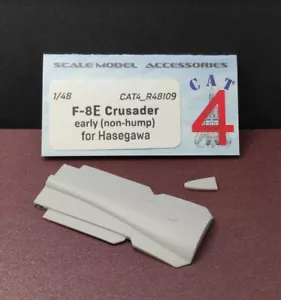 SCALE MODEL ACCESSORIES
1/48 CAT4_R48109
F-8E Crusader
early (non-hump)
for Hasegawa
CAT
4